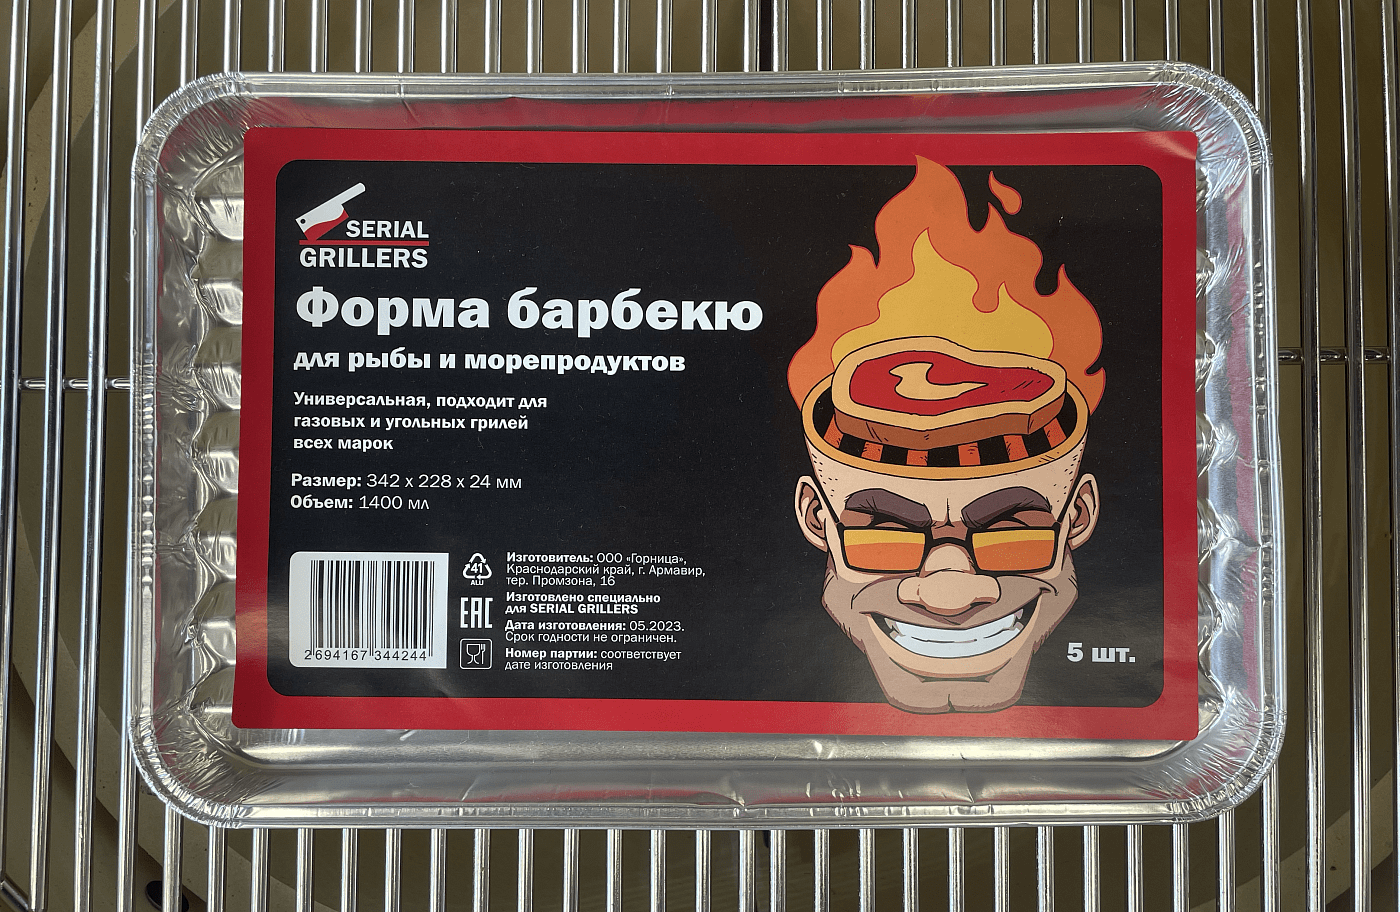 SERIAL
GRILLERS
Форма барбекю
для рыбы и морепродуктов
Универсальная, подходит для
газовых и угольных грилей
всех марок
Размер: 342 x 228 x 24 мм
Объем: 1400 мл
2694167344244
41
ALU
EAC
Изготовитель: ООО «Горница»,
Краснодарский край, г. Армавир,
тер. Промзона, 16
Изготовлено специально
для SERIAL GRILLERS
Дата изготовления: 05.2023.
Срок годности не ограничен.
Номер партии: соответствует
дате изготовления
5 шт.